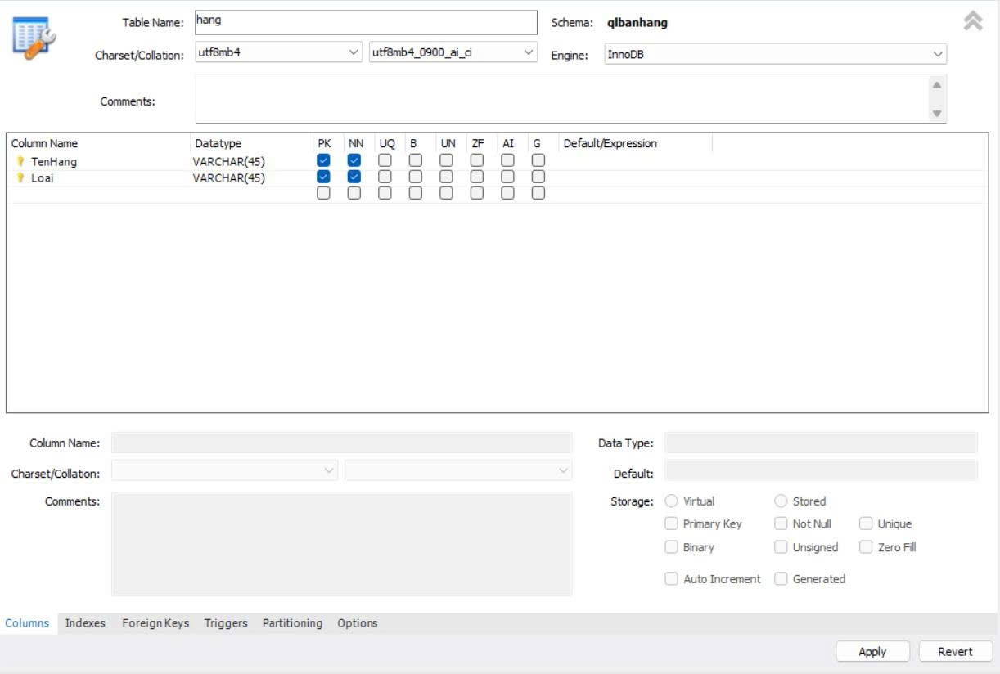 Table Name: hang Schema: qlbanhang
Charset/Collation: utf8mb4 utf8mb4_0900_ai_ci Engine: InnoDB
Comments:
Column Name Datatype PK NN UQ B UN ZF AI G Default/Expression
TenHang VARCHAR(45)
Loai VARCHAR(45)
Column Name: Data Type:
Charset/Collation: Default:
Comments: Storage: Virtual Stored
Primary Key Not Null Unique
Binary Unsigned Zero Fill
Auto Increment Generated
Columns Indexes Foreign Keys Triggers Partitioning Options
Apply Revert